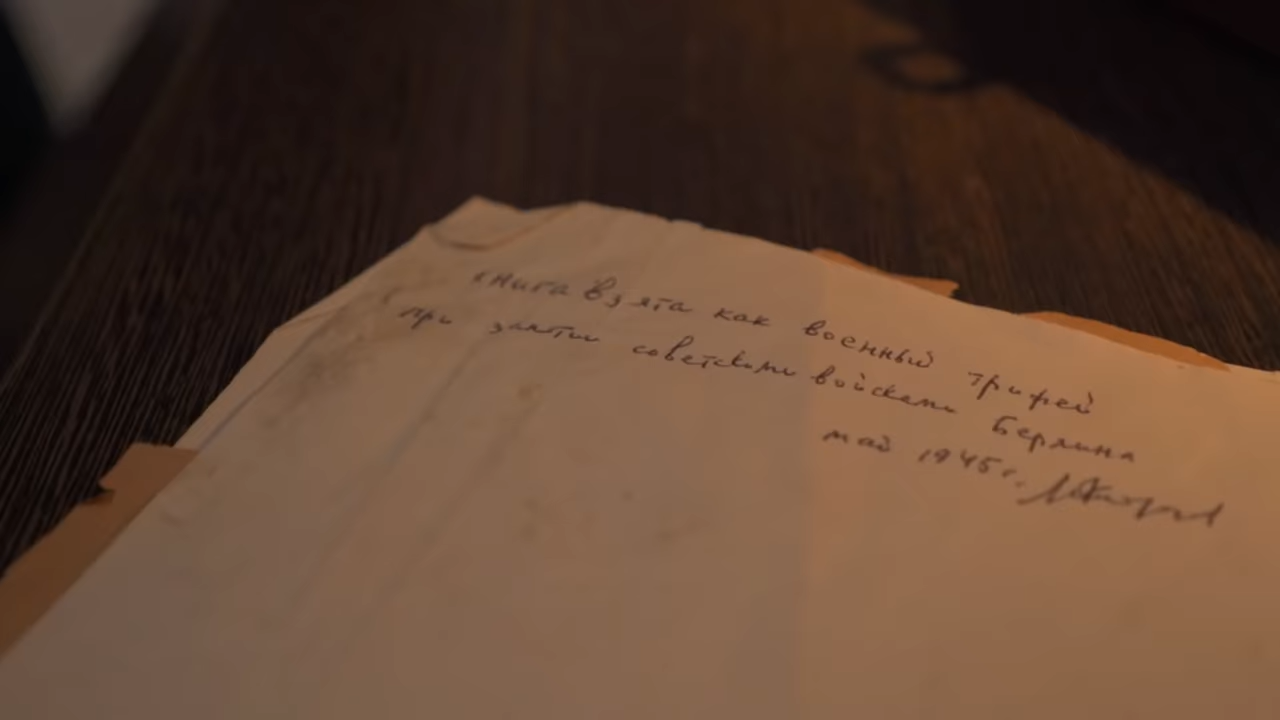 книга взята как военный трофей
при занятии советскими войсками Берлина
май 1945 г.